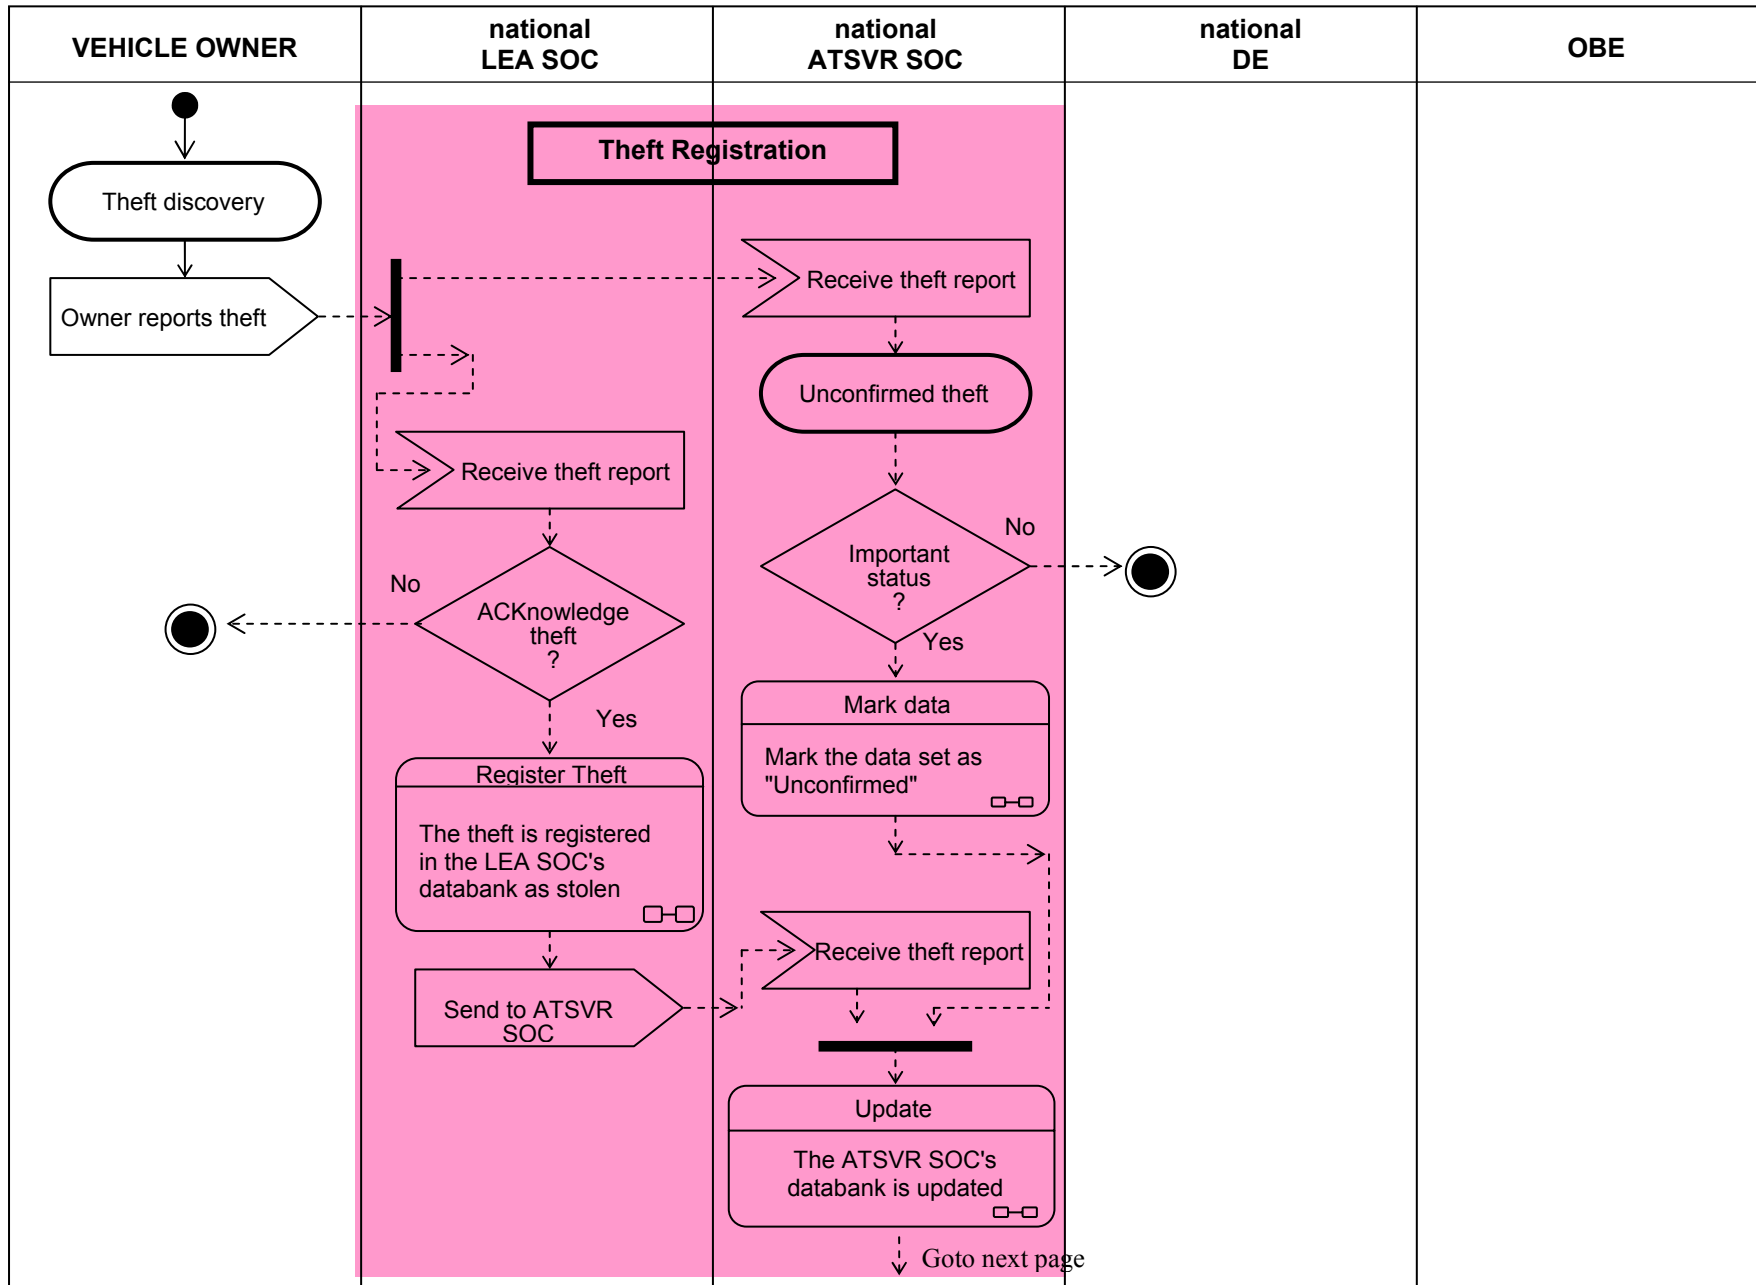 VEHICLE OWNER
national
LEA SOC
national
ATSVR SOC
national
DE
OBE
Theft Registration
Theft discovery
Owner reports theft
Receive theft report
Unconfirmed theft
Receive theft report
No
Important
status
?
No
ACKnowledge
theft
?
Yes
Yes
Mark data
Mark the data set as
"Unconfirmed"
Register Theft
The theft is registered
in the LEA SOC's
databank as stolen
Receive theft report
Send to ATSVR
SOC
Update
The ATSVR SOC's
databank is updated
Goto next page